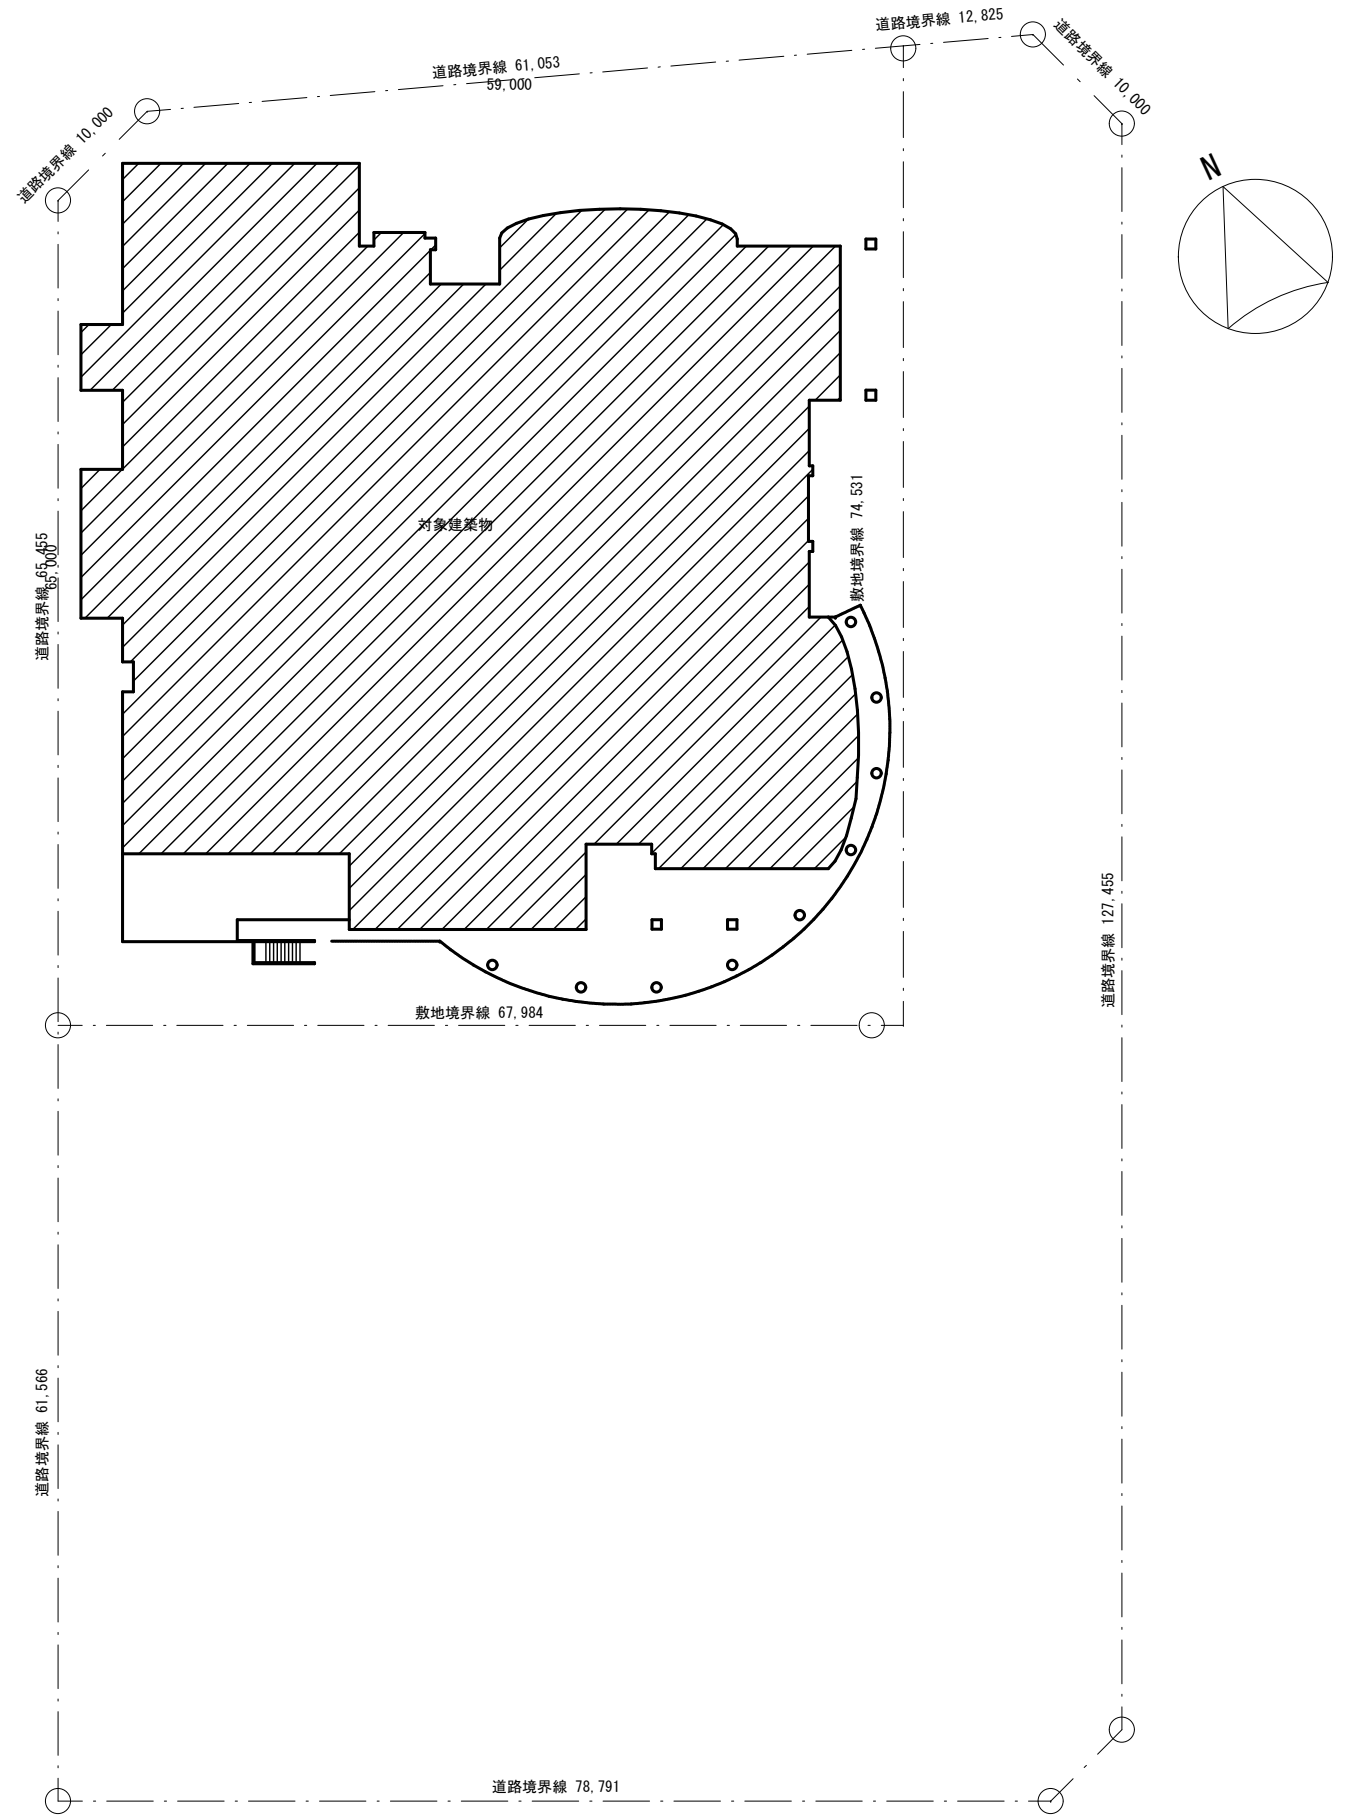 道路境界線 12,825
道路境界線 10,000
道路境界線 61,053
59,000
道路境界線 10,000
N
対象建築物
敷地境界線 74,531
道路境界線 65,455
65,000
道路境界線 127,455
敷地境界線 67,984
道路境界線 61,566
道路境界線 78,791